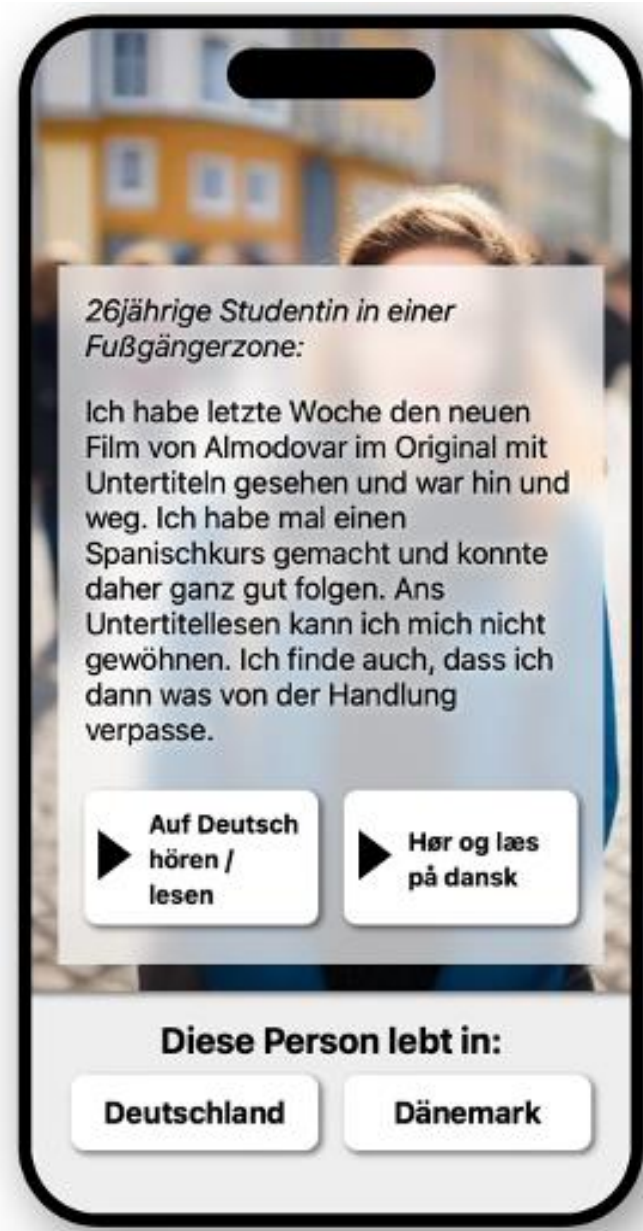 26jährige Studentin in einer
Fußgängerzone:
Ich habe letzte Woche den neuen
Film von Almodovar im Original mit
Untertiteln gesehen und war hin und
weg. Ich habe mal einen
Spanischkurs gemacht und konnte
daher ganz gut folgen. Ans
Untertitellesen kann ich mich nicht
gewöhnen. Ich finde auch, dass ich
dann was von der Handlung
verpasse.
Auf Deutsch
hören /
lesen
Hør og læs
på dansk
Diese Person lebt in:
Deutschland
Dänemark